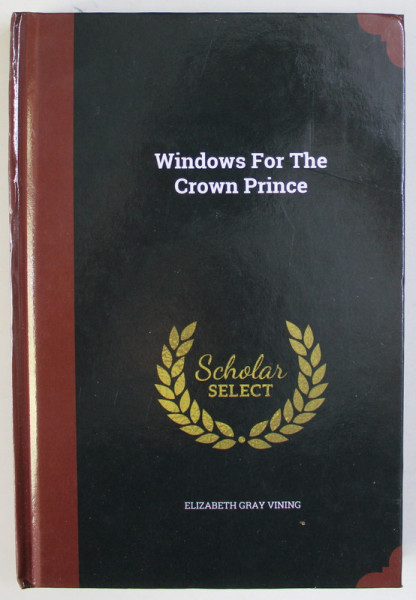 Windows For The
Crown Prince
Scholar
SELECT
ELIZABETH GRAY VINING